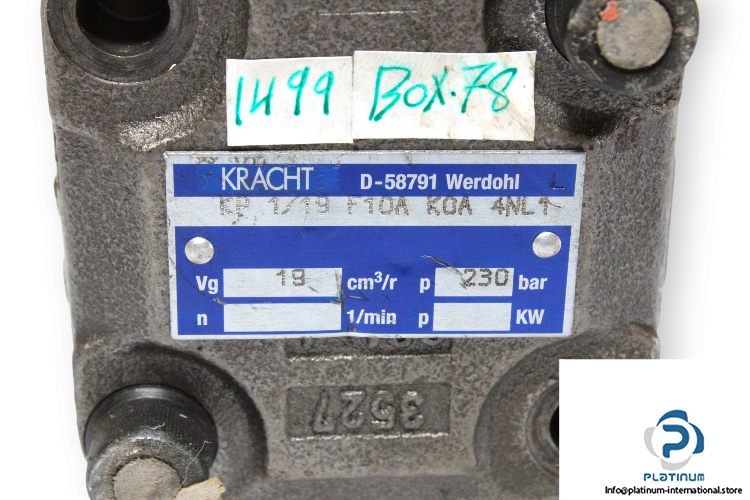 1499 BOX.78
KRACHT D-58791 Werdohl
KP 1/19 F10A K0A 4NL1
Vg 19 cm³/r p 230 bar
n 1/min p KW
3527
PLATINUM
Info@platinum-international.store